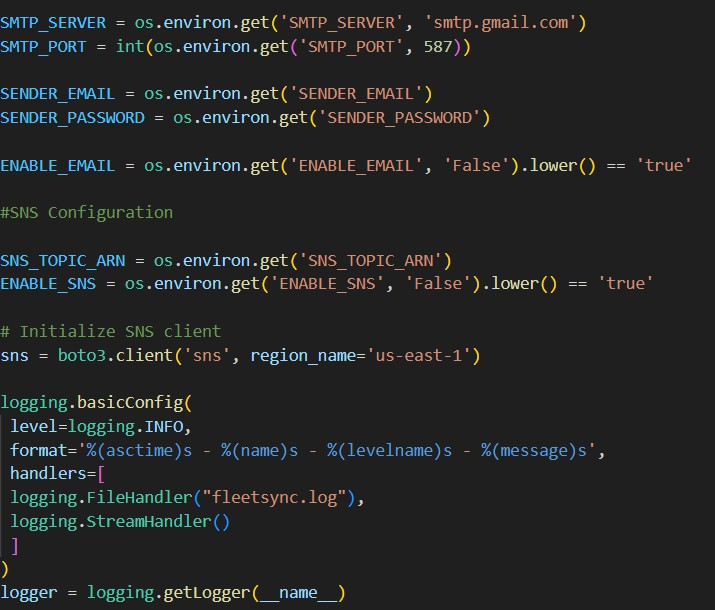 SMTP_SERVER = os.environ.get('SMTP_SERVER', 'smtp.gmail.com')
SMTP_PORT = int(os.environ.get('SMTP_PORT', 587))

SENDER_EMAIL = os.environ.get('SENDER_EMAIL')
SENDER_PASSWORD = os.environ.get('SENDER_PASSWORD')

ENABLE_EMAIL = os.environ.get('ENABLE_EMAIL', 'False').lower() == 'true'

#SNS Configuration

SNS_TOPIC_ARN = os.environ.get('SNS_TOPIC_ARN')
ENABLE_SNS = os.environ.get('ENABLE_SNS', 'False').lower() == 'true'

# Initialize SNS client
sns = boto3.client('sns', region_name='us-east-1')

logging.basicConfig(
 level=logging.INFO,
 format='%(asctime)s - %(name)s - %(levelname)s - %(message)s',
 handlers=[
 logging.FileHandler("fleetsync.log"),
 logging.StreamHandler()
 ]
)
logger = logging.getLogger(__name__)